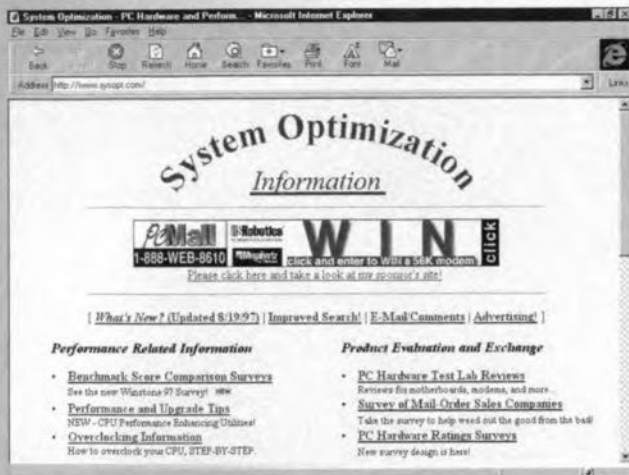 System Optimization - PC Hardware and Perform... - Microsoft Internet Explorer
File Edit View Go Favorites Help
Back Stop Refresh Home Search Favorites Print Font Mail
Address http://www.sysopt.com/ Links
System Optimization
Information
PCMall
1-888-WEB-8610
USRobotics
Megahertz
WIN
click and enter to WIN a 56K modem
click
Please click here and take a look at my sponsor's site!
[ What's New? (Updated 8/19/97) | Improved Search! | E-Mail/Comments | Advertising! ]
Performance Related Information
• Benchmark Score Comparison Surveys
See the new Winstone 97 Survey! NEW
• Performance and Upgrade Tips
NEW - CPU Performance Enhancing Utilities!
• Overclocking Information
How to overclock your CPU, STEP-BY-STEP.
Product Evaluation and Exchange
• PC Hardware Test Lab Reviews
Reviews for motherboards, modems, and more...
• Survey of Mail-Order Sales Companies
Take the survey to help weed out the good from the bad!
• PC Hardware Ratings Surveys
New survey design is here!